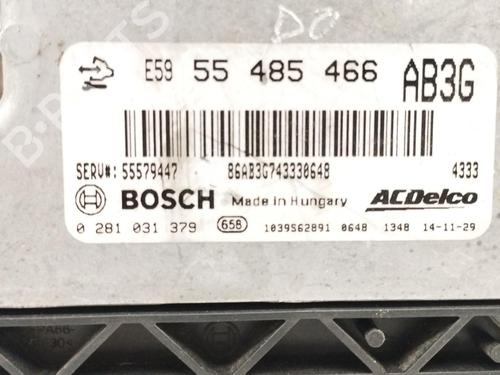 DO
E59 55 485 466 AB3G
SERV#: 55579447 86AB3G743330648 4333
BOSCH Made in Hungary ACDelco
0 281 031 379 658 1039S62891 0648 1348 14-11-29